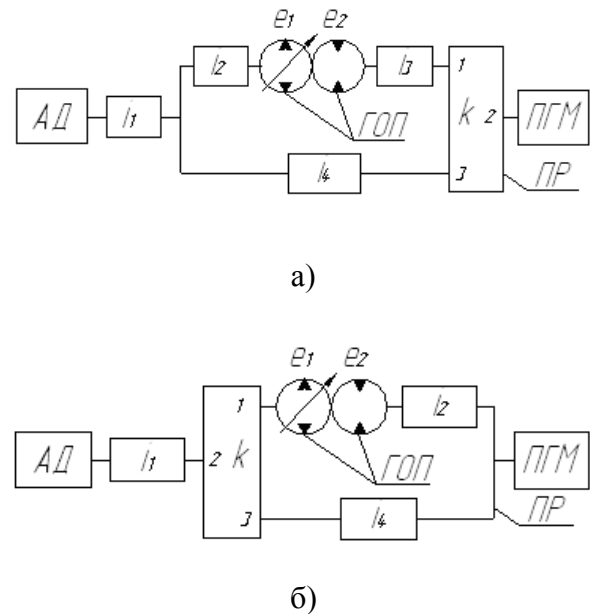 e1 e2
i2 i3 1
АД i1 ГОП k 2 ПГМ
i4 3 ПР
а)
e1 e2
1 i2
АД i1 2 k ГОП ПГМ
3 i4 ПР
б)